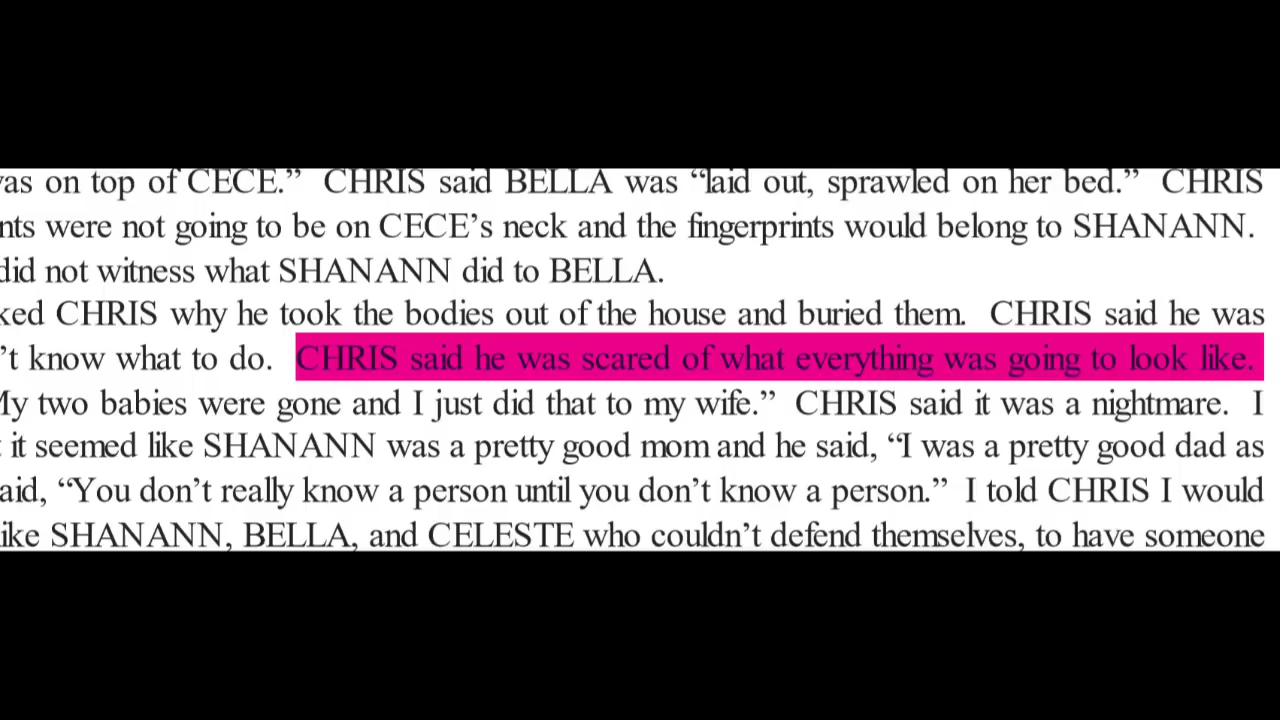 as on top of CECE.” CHRIS said BELLA was “laid out, sprawled on her bed.” CHRIS
nts were not going to be on CECE’s neck and the fingerprints would belong to SHANANN.
did not witness what SHANANN did to BELLA.
ked CHRIS why he took the bodies out of the house and buried them. CHRIS said he was
’t know what to do. CHRIS said he was scared of what everything was going to look like.
My two babies were gone and I just did that to my wife.” CHRIS said it was a nightmare. I
it seemed like SHANANN was a pretty good mom and he said, “I was a pretty good dad as
aid, “You don’t really know a person until you don’t know a person.” I told CHRIS I would
ike SHANANN, BELLA, and CELESTE who couldn’t defend themselves, to have someone